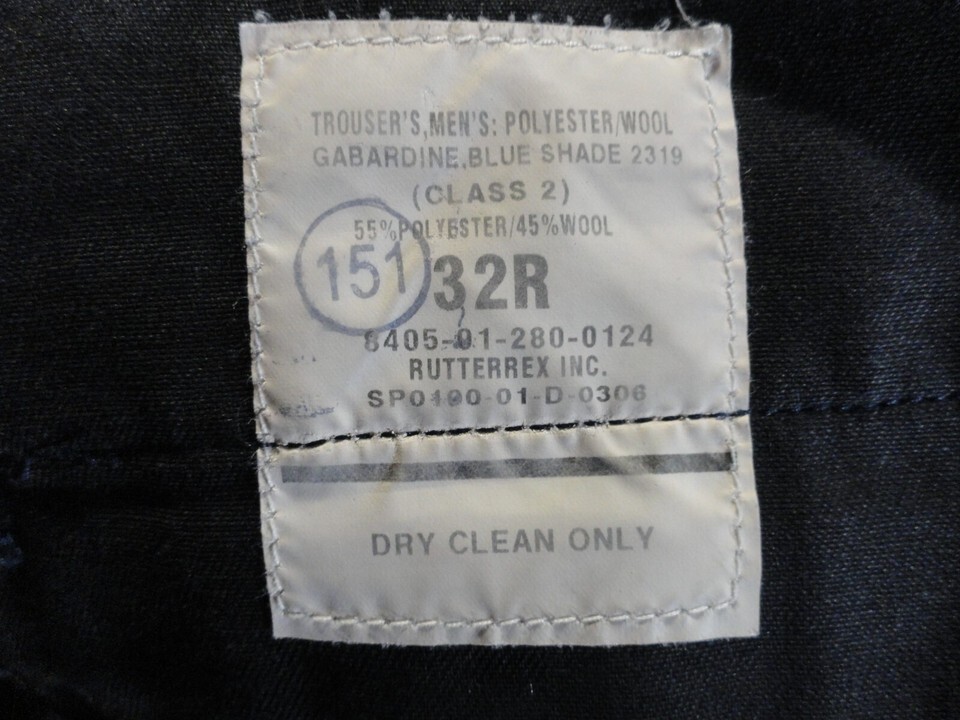 TROUSER'S,MEN'S: POLYESTER/WOOL
GABARDINE,BLUE SHADE 2319
(CLASS 2)
55%POLYESTER/45%WOOL
151
32R
8405-01-280-0124
RUTTERREX INC.
SP0100-01-D-0306
DRY CLEAN ONLY